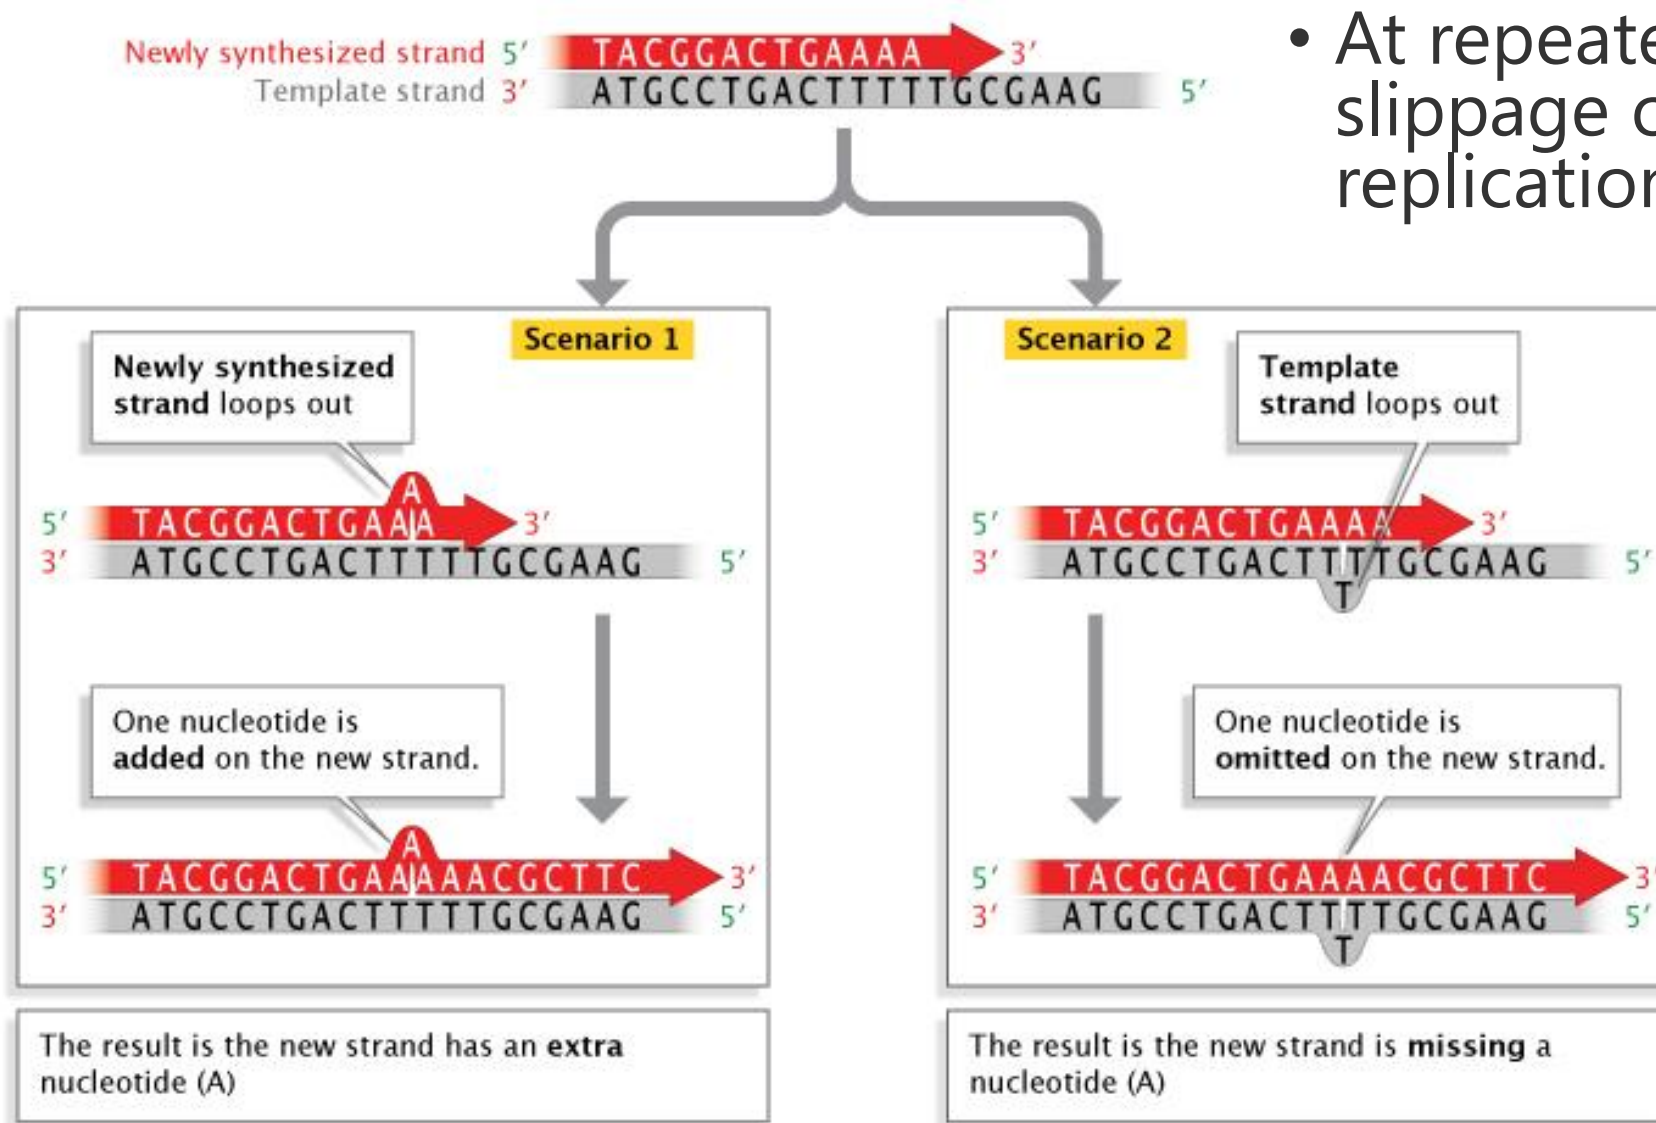 Newly synthesized strand 5′ TACGGACTGAAAA 3′
Template strand 3′ ATGCCTGACTTTTTGCGAAG 5′
• At repeate
slippage
replication
Scenario 1
Newly synthesized
strand loops out
A
5′ TACGGACTGAAA 3′
3′ ATGCCTGACTTTTTGCGAAG 5′
One nucleotide is
added on the new strand.
A
5′ TACGGACTGAAAAACGCTTC 3′
3′ ATGCCTGACTTTTTGCGAAG 5′
The result is the new strand has an extra
nucleotide (A)
Scenario 2
Template
strand loops out
5′ TACGGACTGAAAA 3′
3′ ATGCCTGACTTTTGCGAAG 5′
T
One nucleotide is
omitted on the new strand.
5′ TACGGACTGAAAACGCTTC 3′
3′ ATGCCTGACTTTTGCGAAG 5′
T
The result is the new strand is missing a
nucleotide (A)